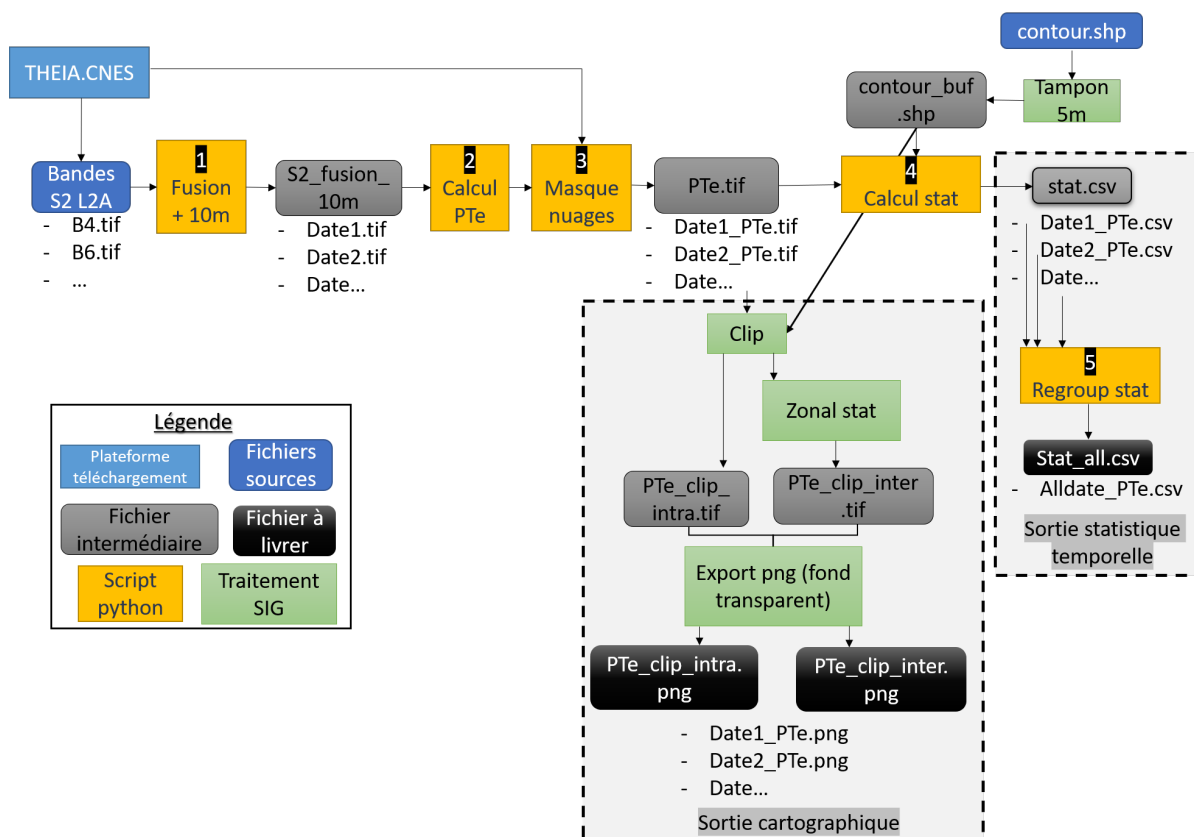 contour.shp
THEIA.CNES
Tampon
5m
contour_buf
.shp
1
Fusion
+ 10m
2
Calcul
PTe
3
Masque
nuages
4
Calcul stat
Bandes
S2 L2A
- B4.tif
- B6.tif
- ...
S2_fusion_
10m
- Date1.tif
- Date2.tif
- Date...
PTe.tif
- Date1_PTe.tif
- Date2_PTe.tif
- Date...
stat.csv
- Date1_PTe.csv
- Date2_PTe.csv
- Date...
5
Regroup stat
Stat_all.csv
- Alldate_PTe.csv
Sortie statistique
temporelle
Clip
Zonal stat
PTe_clip_
intra.tif
PTe_clip_inter
.tif
Export png (fond
transparent)
PTe_clip_intra.
png
PTe_clip_inter.
png
- Date1_PTe.png
- Date2_PTe.png
- Date...
Sortie cartographique
Légende
Plateforme
téléchargement
Fichiers
sources
Fichier
intermédiaire
Fichier à
livrer
Script
python
Traitement
SIG